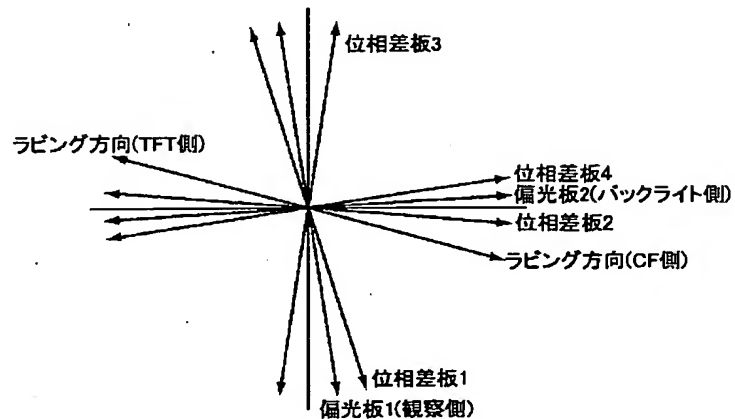 位相差板3
ラビング方向(TFT側)
位相差板4
偏光板2(バックライト側)
位相差板2
ラビング方向(CF側)
位相差板1
偏光板1(観察側)